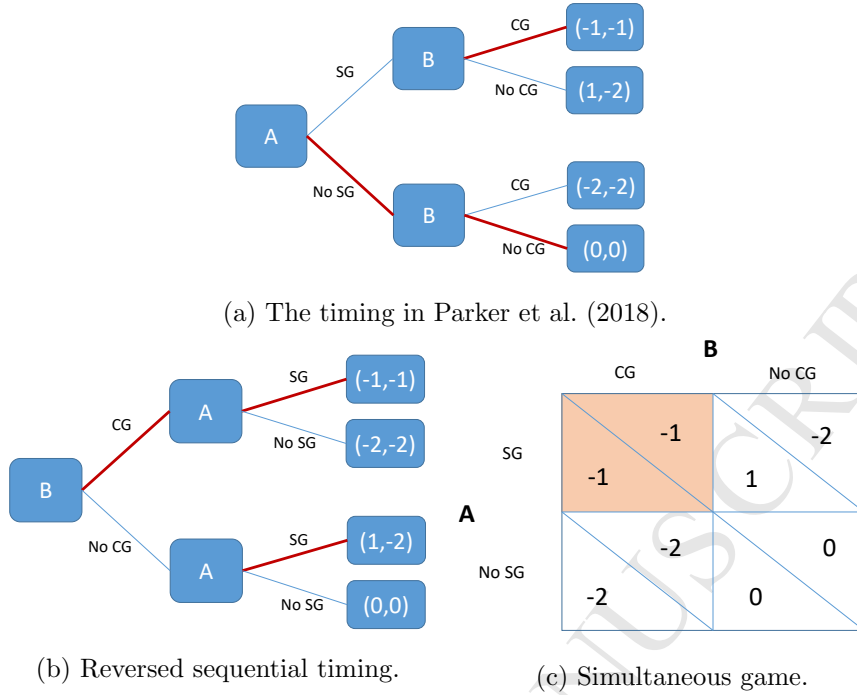 CG
(-1,-1)
SG
B
No CG
(1,-2)
A
No SG
B
CG
(-2,-2)
No CG
(0,0)
(a) The timing in Parker et al. (2018).
SG
(-1,-1)
CG
A
No SG
(-2,-2)
B
No CG
A
SG
(1,-2)
No SG
(0,0)
(b) Reversed sequential timing.
B
CG No CG
SG
-1 -2
-1 1
A
No SG
-2 0
-2 0
(c) Simultaneous game.